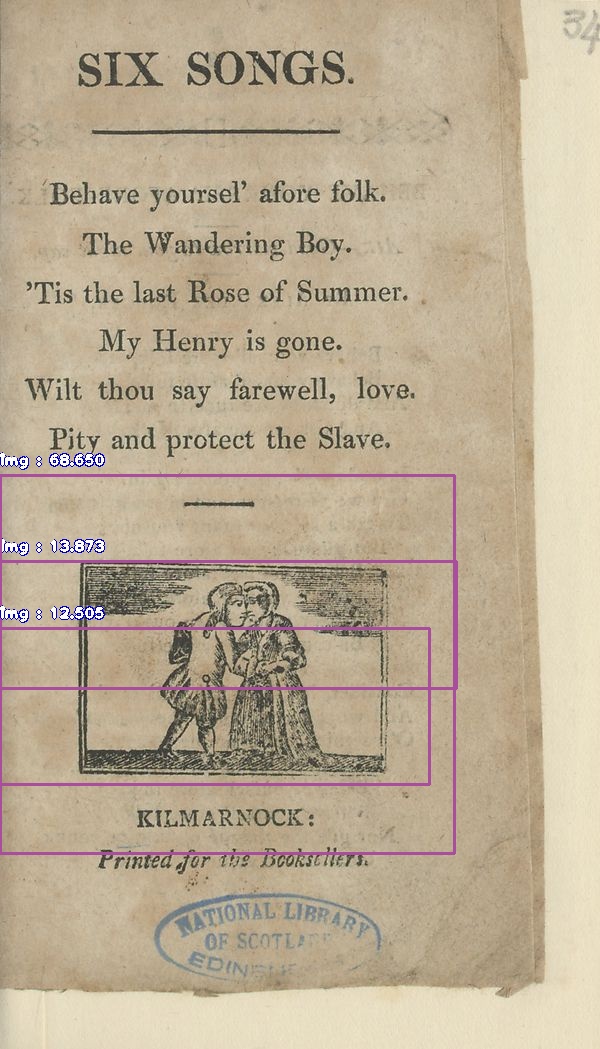 34
SIX SONGS.
Behave yoursel' afore folk.
The Wandering Boy.
'Tis the last Rose of Summer.
My Henry is gone.
Wilt thou say farewell, love.
Pity and protect the Slave.
Img : 68.650
Img : 13.873
Img : 12.505
KILMARNOCK:
Printed for the Booksellers.
NATIONAL LIBRARY
OF